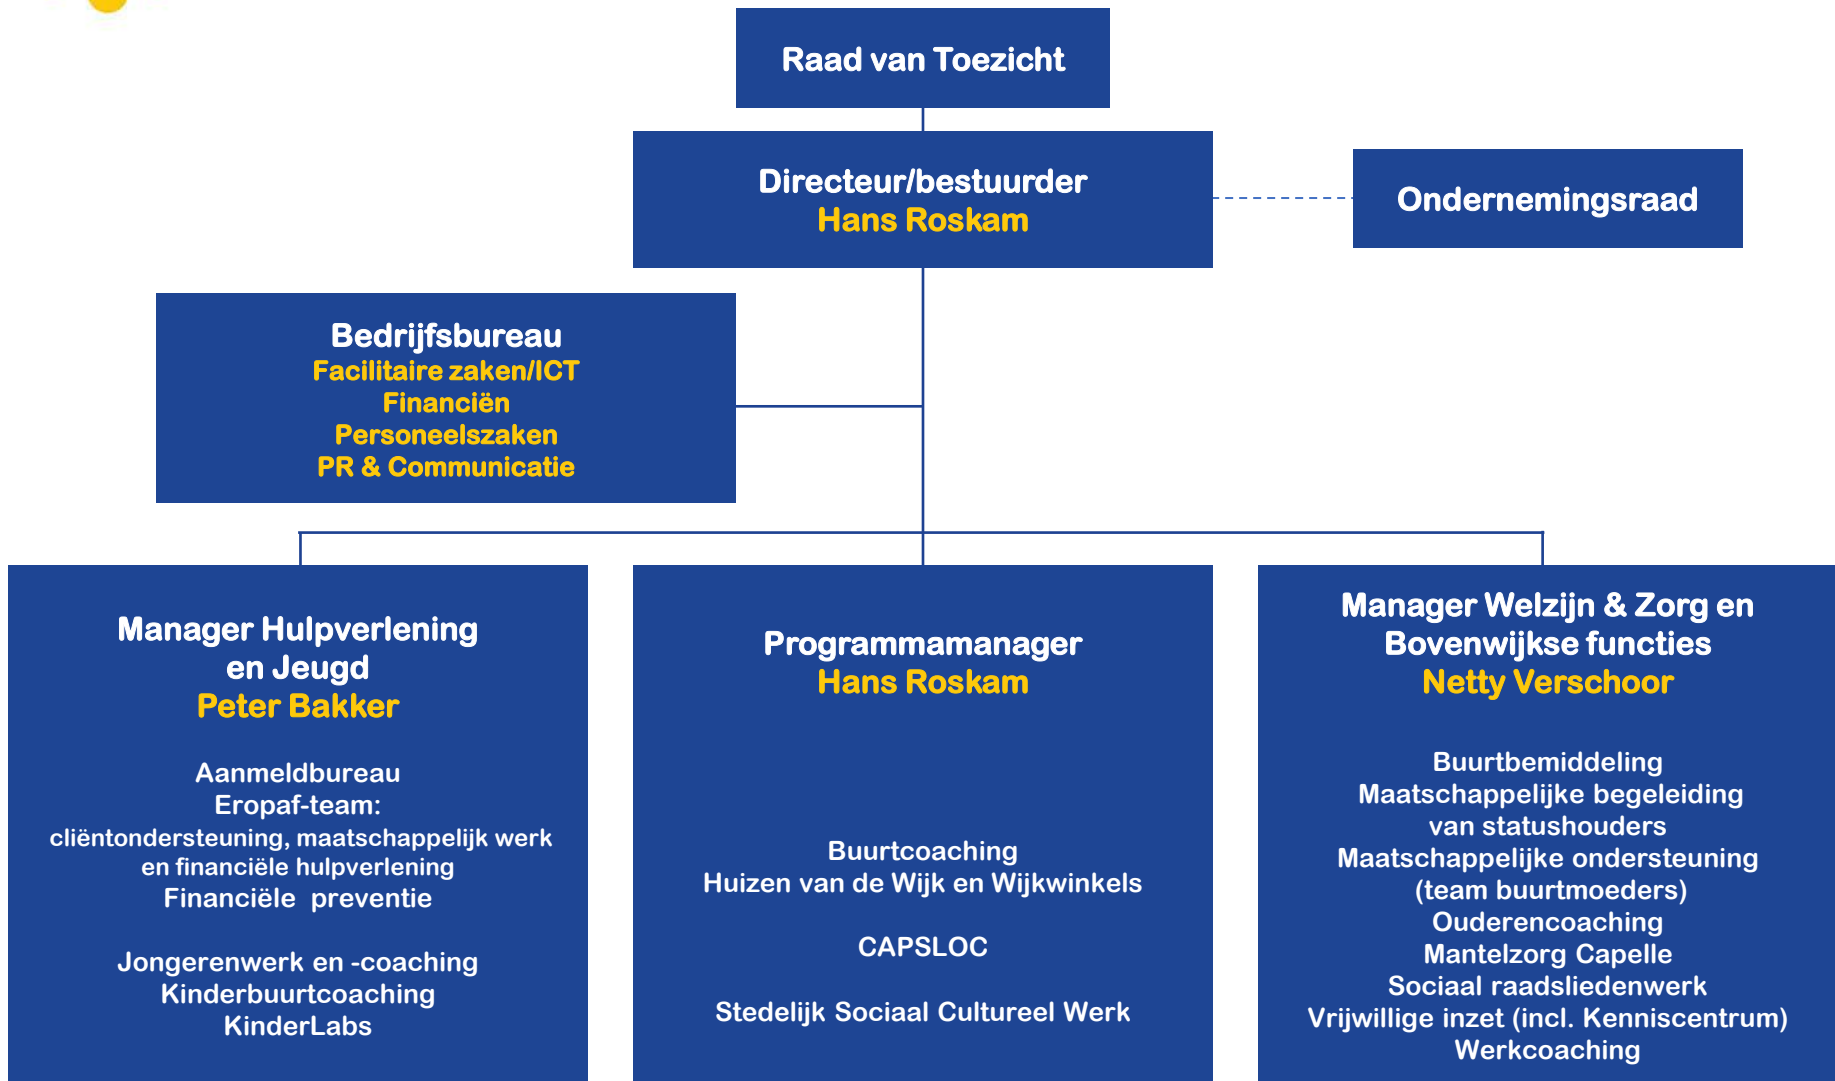 Raad van Toezicht
Directeur/bestuurder
Hans Roskam
Ondernemingsraad
Bedrijfsbureau
Facilitaire zaken/ICT
Financiën
Personeelszaken
PR & Communicatie
Manager Hulpverlening
en Jeugd
Peter Bakker
Aanmeldbureau
Eropaf-team:
cliëntondersteuning, maatschappelijk werk
en financiële hulpverlening
Financiële preventie
Jongerenwerk en -coaching
Kinderbuurtcoaching
KinderLabs
Programmamanager
Hans Roskam
Buurtcoaching
Huizen van de Wijk en Wijkwinkels
CAPSLOC
Stedelijk Sociaal Cultureel Werk
Manager Welzijn & Zorg en
Bovenwijkse functies
Netty Verschoor
Buurtbemiddeling
Maatschappelijke begeleiding
van statushouders
Maatschappelijke ondersteuning
(team buurtmoeders)
Ouderencoaching
Mantelzorg Capelle
Sociaal raadsliedenwerk
Vrijwillige inzet (incl. Kenniscentrum)
Werkcoaching